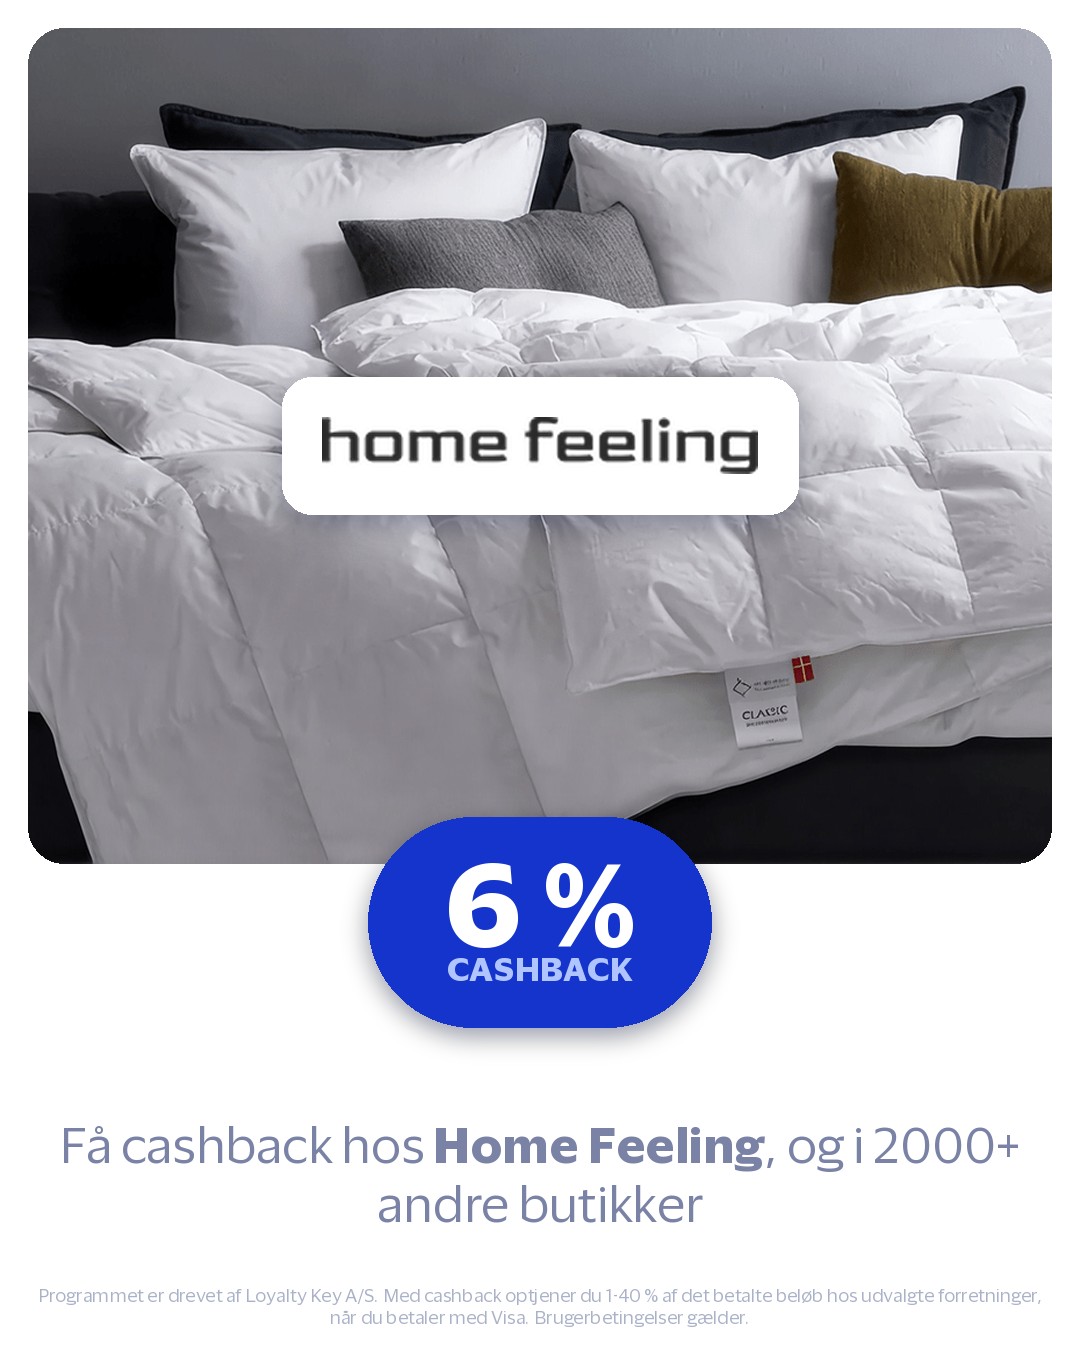 home feeling
CLASSIC
6 %
CASHBACK
Få cashback hos Home Feeling, og i 2000+
andre butikker
Programmet er drevet af Loyalty Key A/S. Med cashback optjener du 1-40 % af det betalte beløb hos udvalgte forretninger,
når du betaler med Visa. Brugerbetingelser gælder.